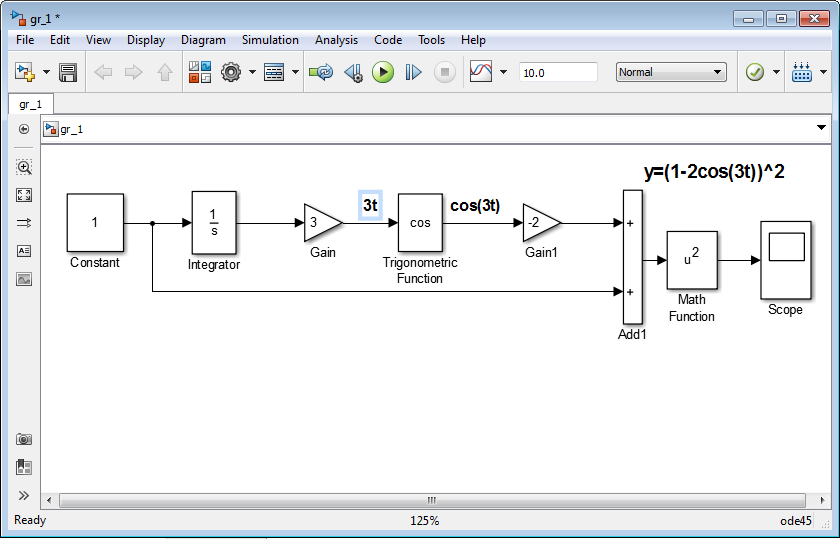 gr_1 *
File Edit View Display Diagram Simulation Analysis Code Tools Help
10.0 Normal
gr_1
gr_1
y=(1-2cos(3t))^2
3t cos(3t)
1 1/s 3 cos -2 +
u²
Constant Integrator Gain Trigonometric Function Gain1
+
Math Function Scope
Add1
Ready 125% ode45